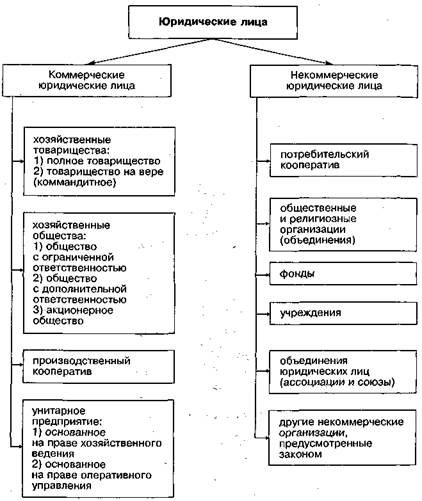 Юридические лица
Коммерческие
юридические лица
хозяйственные
товарищества:
1) полное товарищество
2) товарищество на вере
(коммандитное)
хозяйственные
общества:
1) общество
с ограниченной
ответственностью
2) общество
с дополнительной
ответственностью
3) акционерное
общество
производственный
кооператив
унитарное
предприятие:
1) основанное
на праве хозяйственного
ведения
2) основанное
на праве оперативного
управления
Некоммерческие
юридические лица
потребительский
кооператив
общественные
и религиозные
организации
(объединения)
фонды
учреждения
объединения
юридических лиц
(ассоциации и союзы)
другие некоммерческие
организации,
предусмотренные
законом